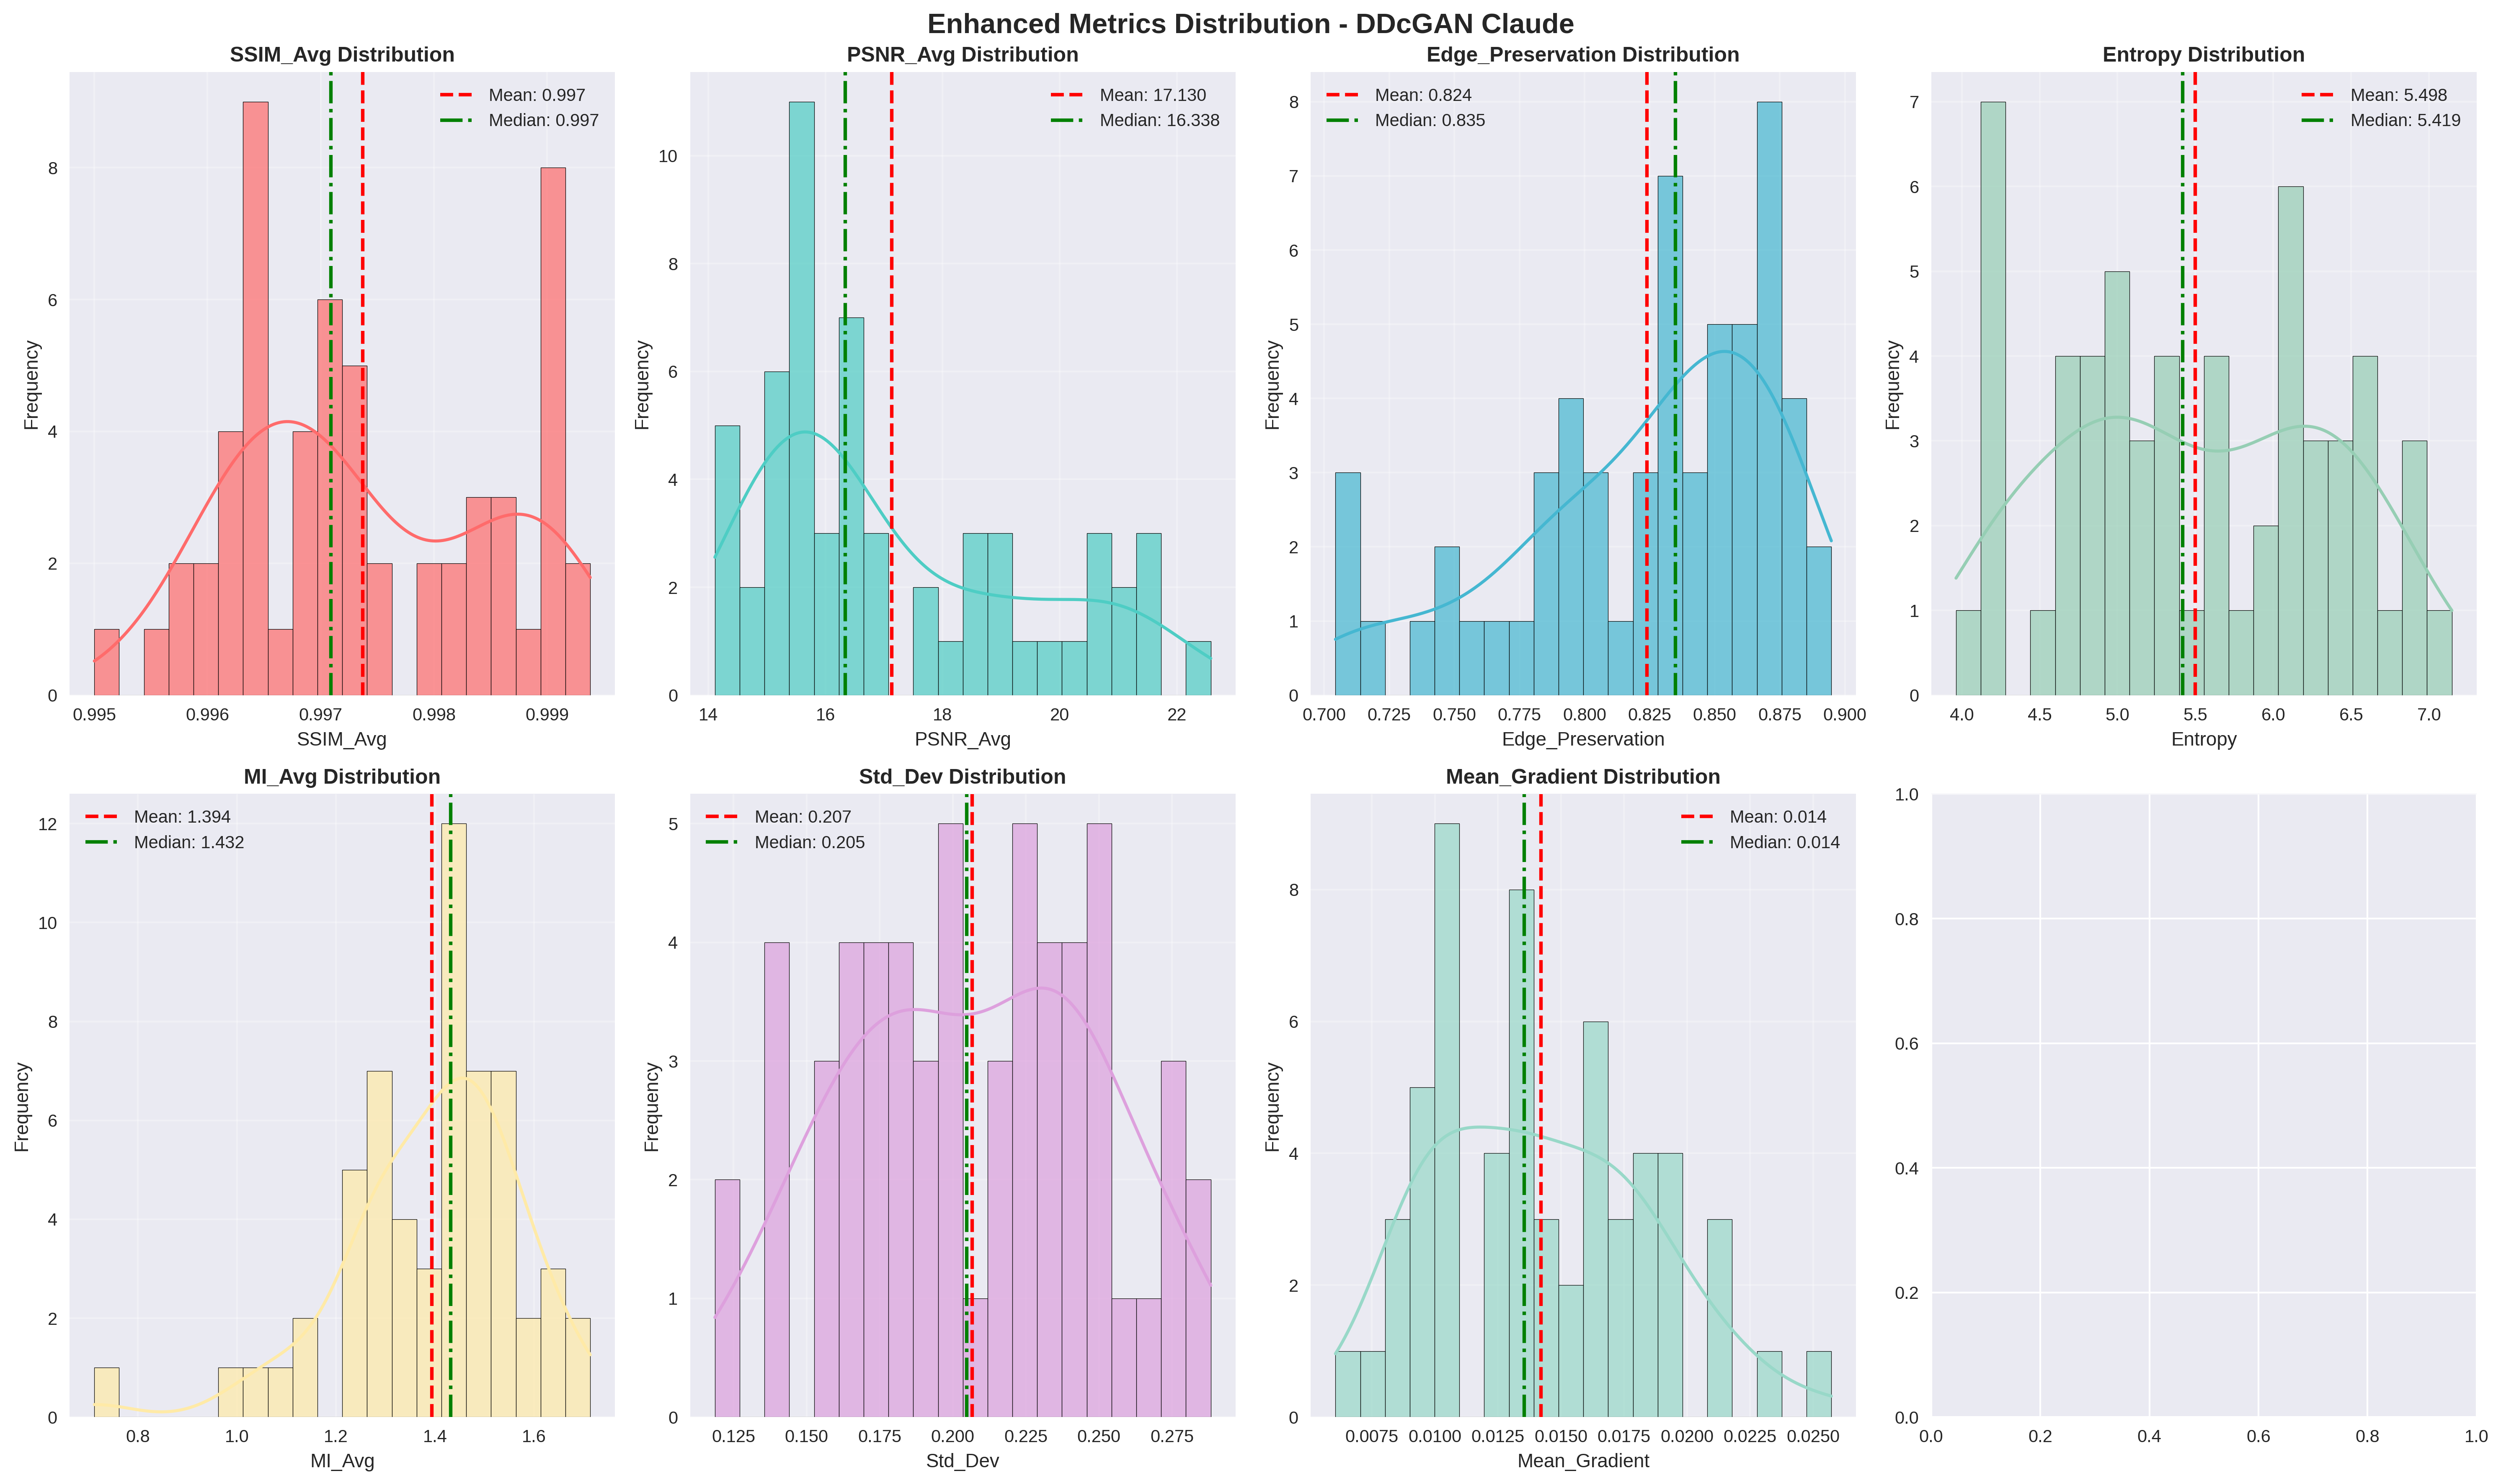 Enhanced Metrics Distribution - DDcGAN Claude
SSIM_Avg Distribution
Mean: 0.997
Median: 0.997
Frequency
8
6
4
2
0
0.995
0.996
0.997
0.998
0.999
SSIM_Avg
PSNR_Avg Distribution
Mean: 17.130
Median: 16.338
Frequency
10
8
6
4
2
0
14
16
18
20
22
PSNR_Avg
Edge_Preservation Distribution
Mean: 0.824
Median: 0.835
Frequency
8
7
6
5
4
3
2
1
0
0.700
0.725
0.750
0.775
0.800
0.825
0.850
0.875
0.900
Edge_Preservation
Entropy Distribution
Mean: 5.498
Median: 5.419
Frequency
7
6
5
4
3
2
1
0
4.0
4.5
5.0
5.5
6.0
6.5
7.0
Entropy
MI_Avg Distribution
Mean: 1.394
Median: 1.432
Frequency
12
10
8
6
4
2
0
0.8
1.0
1.2
1.4
1.6
MI_Avg
Std_Dev Distribution
Mean: 0.207
Median: 0.205
Frequency
5
4
3
2
1
0
0.125
0.150
0.175
0.200
0.225
0.250
0.275
Std_Dev
Mean_Gradient Distribution
Mean: 0.014
Median: 0.014
Frequency
8
6
4
2
0
0.0075
0.0100
0.0125
0.0150
0.0175
0.0200
0.0225
0.0250
Mean_Gradient
1.0
0.8
0.6
0.4
0.2
0.0
0.0
0.2
0.4
0.6
0.8
1.0